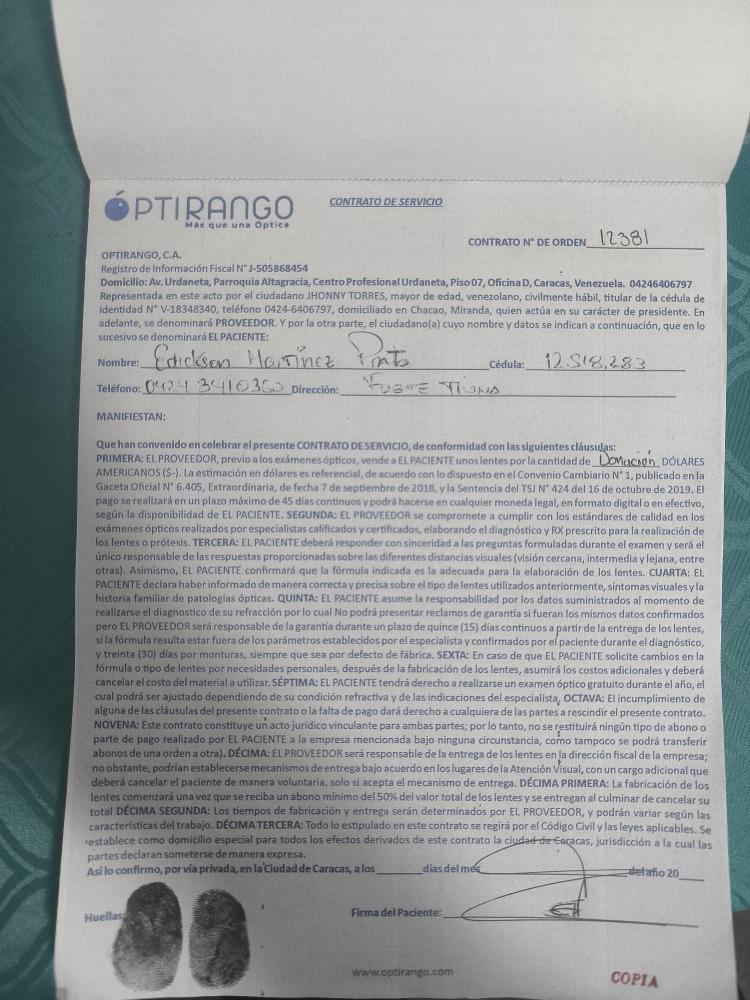 ÓPTIRANGO
Más que una Óptica
CONTRATO DE SERVICIO
CONTRATO N° DE ORDEN 12381
OPTIRANGO, C.A.
Registro de Información Fiscal N° J-505868454
Domicilio: Av. Urdaneta, Parroquia Altagracia, Centro Profesional Urdaneta, Piso 07, Oficina D, Caracas, Venezuela. 04246406797
Representada en este acto por el ciudadano JHONNY TORRES, mayor de edad, venezolano, civilmente hábil, titular de la cédula de
Identidad N° V-18348340, teléfono 0424-6406797, domiciliado en Chacao, Miranda, quien actúa en su carácter de presidente. En
adelante, se denominará PROVEEDOR. Y por la otra parte, el ciudadano(a) cuyo nombre y datos se indican a continuación, que en lo
sucesivo se denominará EL PACIENTE:
Nombre: Edickson Martínez Pinto Cédula: 12.518,283
Teléfono: 0424 3410360 Dirección: Fuerte Tiuna
MANIFIESTAN:
Que han convenido en celebrar el presente CONTRATO DE SERVICIO, de conformidad con las siguientes cláusulas:
PRIMERA: EL PROVEEDOR, previo a los exámenes ópticos, vende a EL PACIENTE unos lentes por la cantidad de Donación DÓLARES
AMERICANOS ($-). La estimación en dólares es referencial, de acuerdo con lo dispuesto en el Convenio Cambiario N° 1, publicado en
Gaceta Oficial N° 6.405, Extraordinaria, de fecha 7 de septiembre de 2018, y la Sentencia del TSJ N° 424 del 16 de octubre de 2019. El
pago se realizará en un plazo máximo de 45 días continuos y podrá hacerse en cualquier moneda legal, en formato digital o en efectivo,
según la disponibilidad de EL PACIENTE. SEGUNDA: EL PROVEEDOR se compromete a cumplir con los estándares de calidad en los
exámenes ópticos realizados por especialistas calificados y certificados, elaborando el diagnóstico y RX prescrito para la realización de
los lentes o prótesis. TERCERA: EL PACIENTE deberá responder con sinceridad a las preguntas formuladas durante el examen y será el
único responsable de las respuestas proporcionadas sobre las diferentes distancias visuales (visión cercana, intermedia y lejana, entre
otras). Asimismo, EL PACIENTE confirmará que la fórmula indicada es la adecuada para la elaboración de los lentes. CUARTA: EL
PACIENTE declara haber informado de manera correcta y precisa sobre el tipo de lentes utilizados anteriormente, síntomas visuales y la
historia familiar de patologías ópticas. QUINTA: EL PACIENTE asume la responsabilidad por los datos suministrados al momento de
realizarse el diagnostico de su refracción por lo cual No podrá presentar reclamos de garantía si fueran los mismos datos confirmados
pero EL PROVEEDOR será responsable de la garantía durante un plazo de quince (15) días continuos a partir de la entrega de los lentes,
si la fórmula resulta estar fuera de los parámetros establecidos por el especialista y confirmados por el paciente durante el diagnóstico,
y treinta (30) días por monturas, siempre que sea por defecto de fábrica. SEXTA: En caso de que EL PACIENTE solicite cambios en la
fórmula o tipo de lentes por necesidades personales, después de la fabricación de los lentes, asumirá los costos adicionales y deberá
cancelar el costo del material a utilizar. SÉPTIMA: EL PACIENTE tendrá derecho a realizarse un examen óptico gratuito durante el año, el
cual podrá ser ajustado dependiendo de su condición refractiva y de las indicaciones del especialista. OCTAVA: El incumplimiento de
alguna de las cláusulas del presente contrato o la falta de pago dará derecho a cualquiera de las partes a rescindir el presente contrato.
NOVENA: Este contrato constituye un acto jurídico vinculante para ambas partes; por lo tanto, no se restituirá ningún tipo de abono o
parte de pago realizado por EL PACIENTE a la empresa mencionada bajo ninguna circunstancia, como tampoco se podrá transferir
abonos de una orden a otra). DÉCIMA: EL PROVEEDOR será responsable de la entrega de los lentes en la dirección fiscal de la empresa;
no obstante, podrían establecerse mecanismos de entrega bajo acuerdo en los lugares de la Atención Visual, con un cargo adicional que
deberá cancelar el paciente de manera voluntaria, solo si acepta el mecanismo de entrega. DÉCIMA PRIMERA: La fabricación de los
lentes comenzará una vez que se reciba un abono mínimo del 50% del valor total de los lentes y se entregan al culminar de cancelar su
total DÉCIMA SEGUNDA: Los tiempos de fabricación y entrega serán determinados por EL PROVEEDOR, y podrán variar según las
características del trabajo. DÉCIMA TERCERA: Todo lo estipulado en este contrato se regirá por el Código Civil y las leyes aplicables. Se
establece como domicilio especial para todos los efectos derivados de este contrato la ciudad de Caracas, jurisdicción a la cual las
partes declaran someterse de manera expresa.
Así lo confirmo, por vía privada, en la Ciudad de Caracas, a los días del mes del año 20
Huellas: Firma del Paciente:
www.optirango.com
COPIA